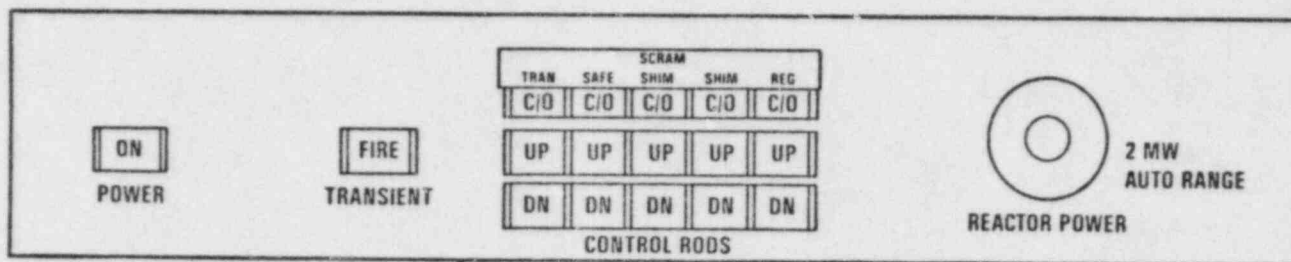 SCRAM
TRAN SAFE SHIM SHIM REG
C/O C/O C/O C/O C/O
ON
POWER
FIRE
TRANSIENT
UP UP UP UP UP
DN DN DN DN DN
CONTROL RODS
2 MW
AUTO RANGE
REACTOR POWER